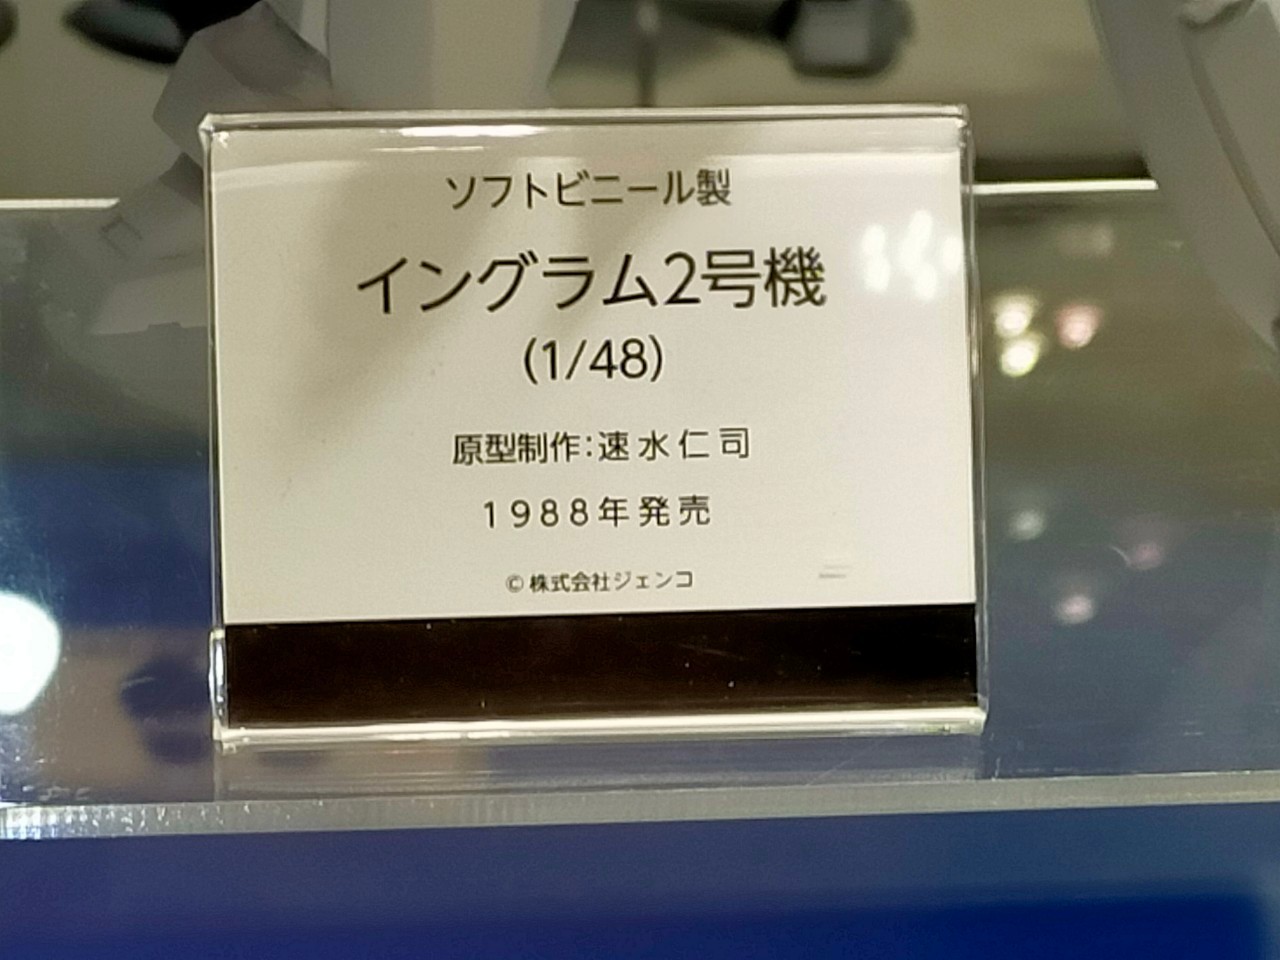 ソフトビニール製
イングラム2号機
(1/48)
原型制作:速水仁司
1988年発売
© 株式会社ジェンコ